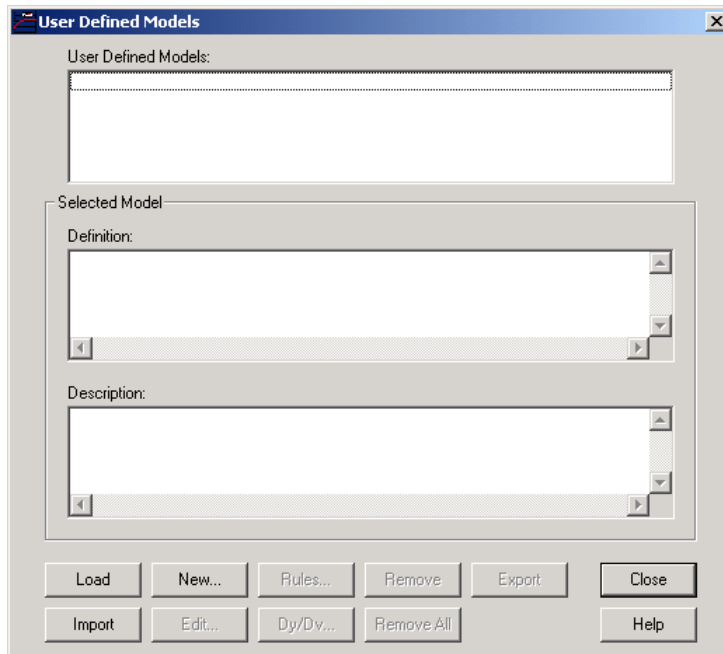 User Defined Models
User Defined Models:
Selected Model
Definition:
Description:
Load New... Rules... Remove Export Close
Import Edit... Dy/Dv... Remove All Help